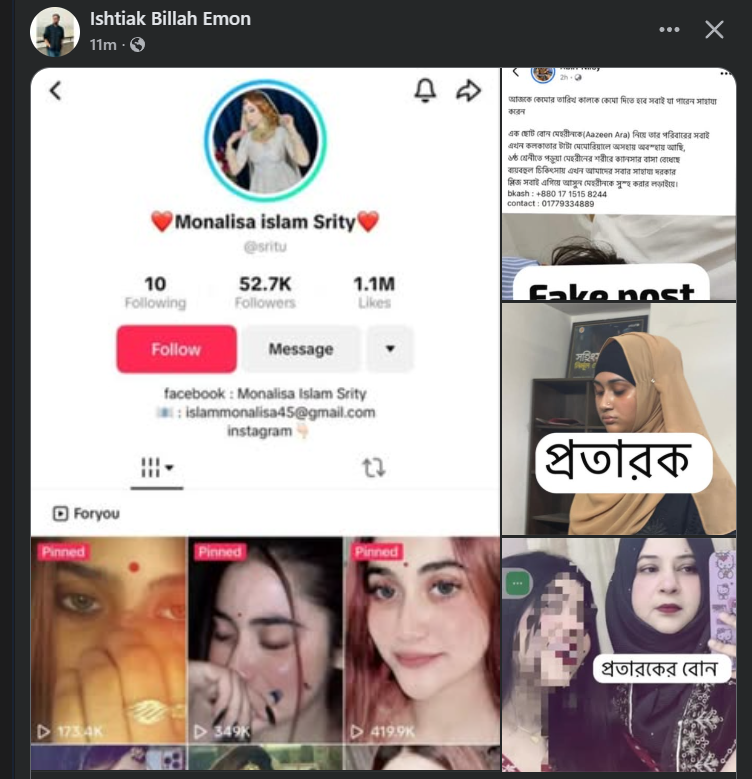 Ishtiak Billah Emon
11m
❤️Monalisa islam Srity❤️
@sritu
10
Following
52.7K
Followers
1.1M
Likes
Follow
Message
facebook : Monalisa Islam Srity
📧 : islammonalisa45@gmail.com
instagram 👇🏻
Foryou
Pinned
Pinned
Pinned
173.4K
349K
419.9K
2h
আজকে কেমোর তারিখ কালকে কেমো দিতে হবে সবাই যা পারেন সাহায্য
করেন
এক ছোট বোন মেহরীনকে(Aazeen Ara) নিয়ে তার পরিবারের সবাই
এখন কলকাতার টাটা মেমোরিয়ালে অসহায় অবস্হায় আছি,
৬ষ্ঠ শ্রেনীতে পড়ুয়া মেহরীনের শরীরে ক্যানসার বাসা বেধেছে
ব্যয়বহুল চিকিৎসায় এখন আমাদের সবার সাহায্য দরকার
প্লিজ সবাই এগিয়ে আসুন মেহরীনকে সুস্হ করার লড়াইয়ে।
bkash : +880 17 1515 8244
contact : 01779334889
Fake post
প্রতারক
প্রতারকের বোন